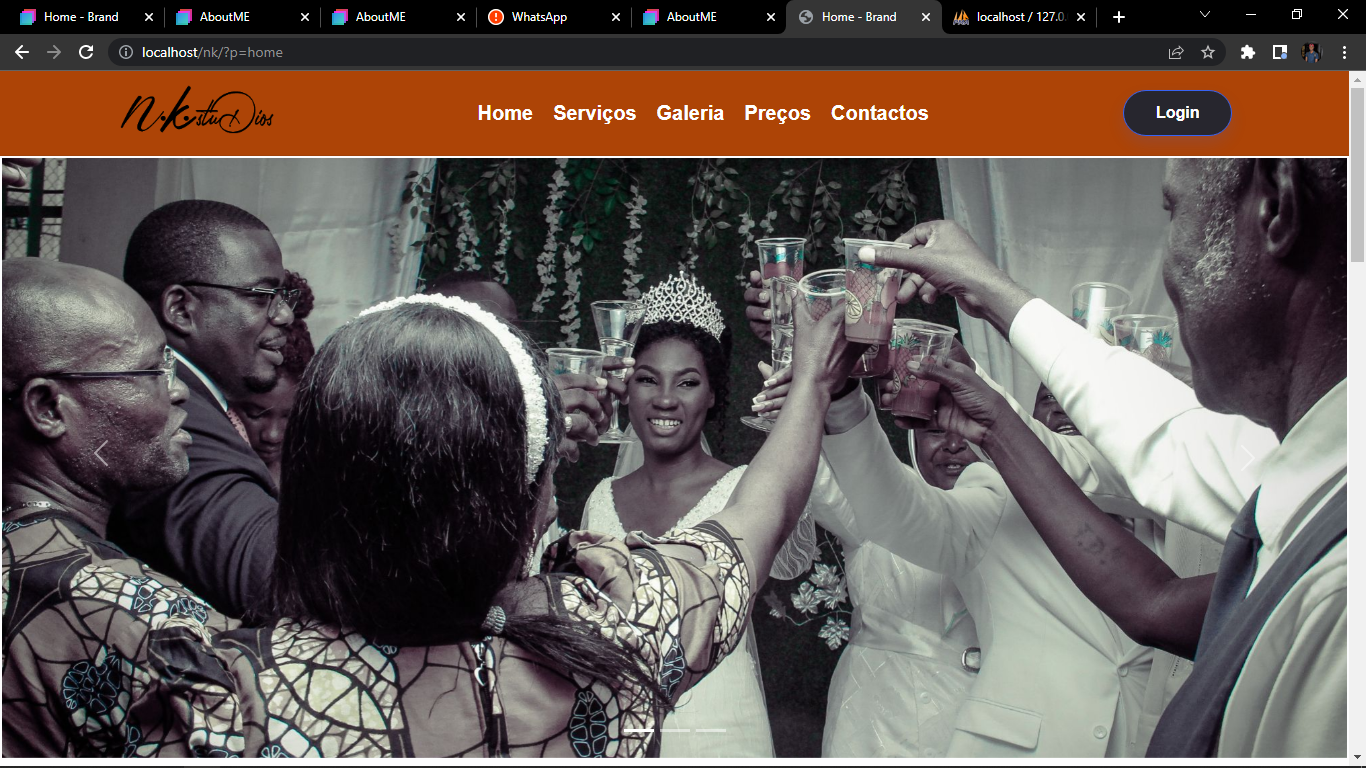 Home - Brand
AboutME
AboutME
WhatsApp
AboutME
Home - Brand
localhost / 127.0.
localhost/nk/?p=home
n.k. stuDios
Home Serviços Galeria Preços Contactos
Login